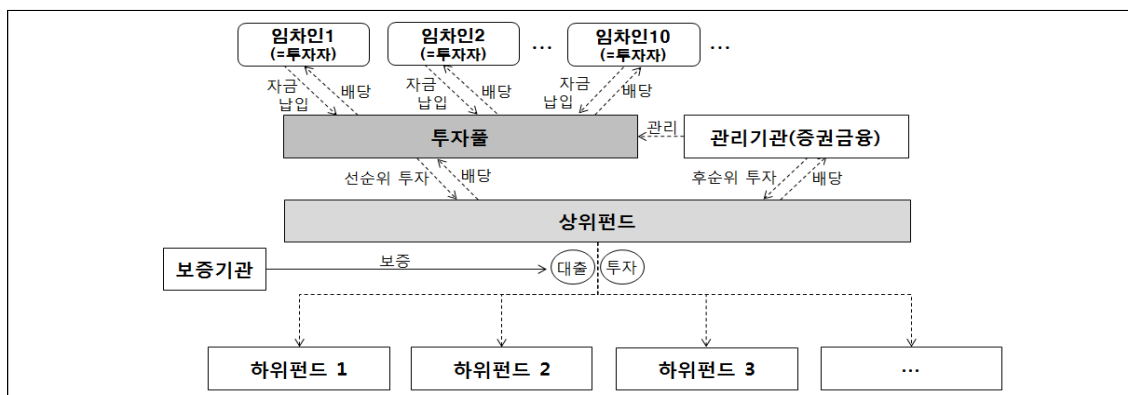 임차인1
(=투자자)
임차인2
(=투자자)
...
임차인10
(=투자자)
...
자금
납입
배당
자금
납입
배당
자금
납입
배당
투자풀
관리
관리기관(증권금융)
선순위 투자
배당
후순위 투자
배당
상위펀드
보증기관
보증
대출
투자
하위펀드 1
하위펀드 2
하위펀드 3
...